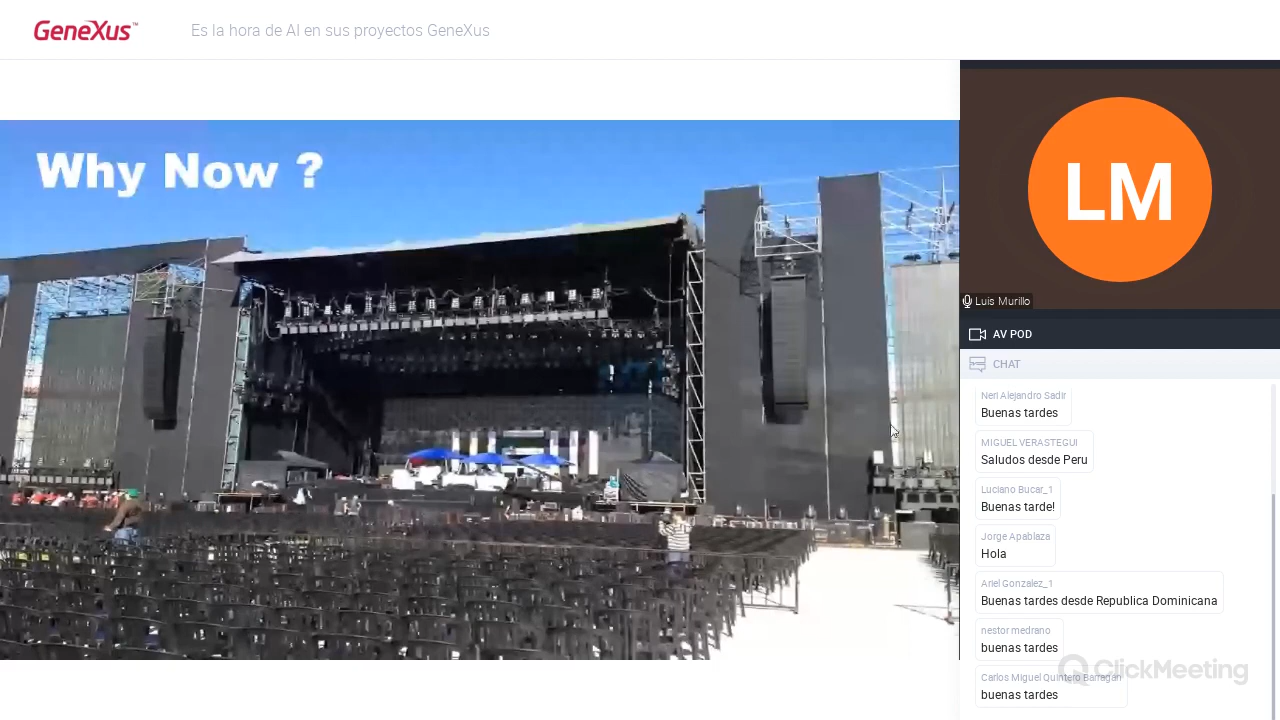 GeneXus™
Es la hora de AI en sus proyectos GeneXus
Why Now ?
LM
Luis Murillo
AV POD
CHAT
Neri Alejandro Sadir
Buenas tardes
MIGUEL VERASTEGUI
Saludos desde Peru
Luciano Bucar_1
Buenas tarde!
Jorge Apablaza
Hola
Ariel Gonzalez_1
Buenas tardes desde Republica Dominicana
nestor medrano
buenas tardes
Carlos Miguel Quintero Barragan
buenas tardes
ClickMeeting